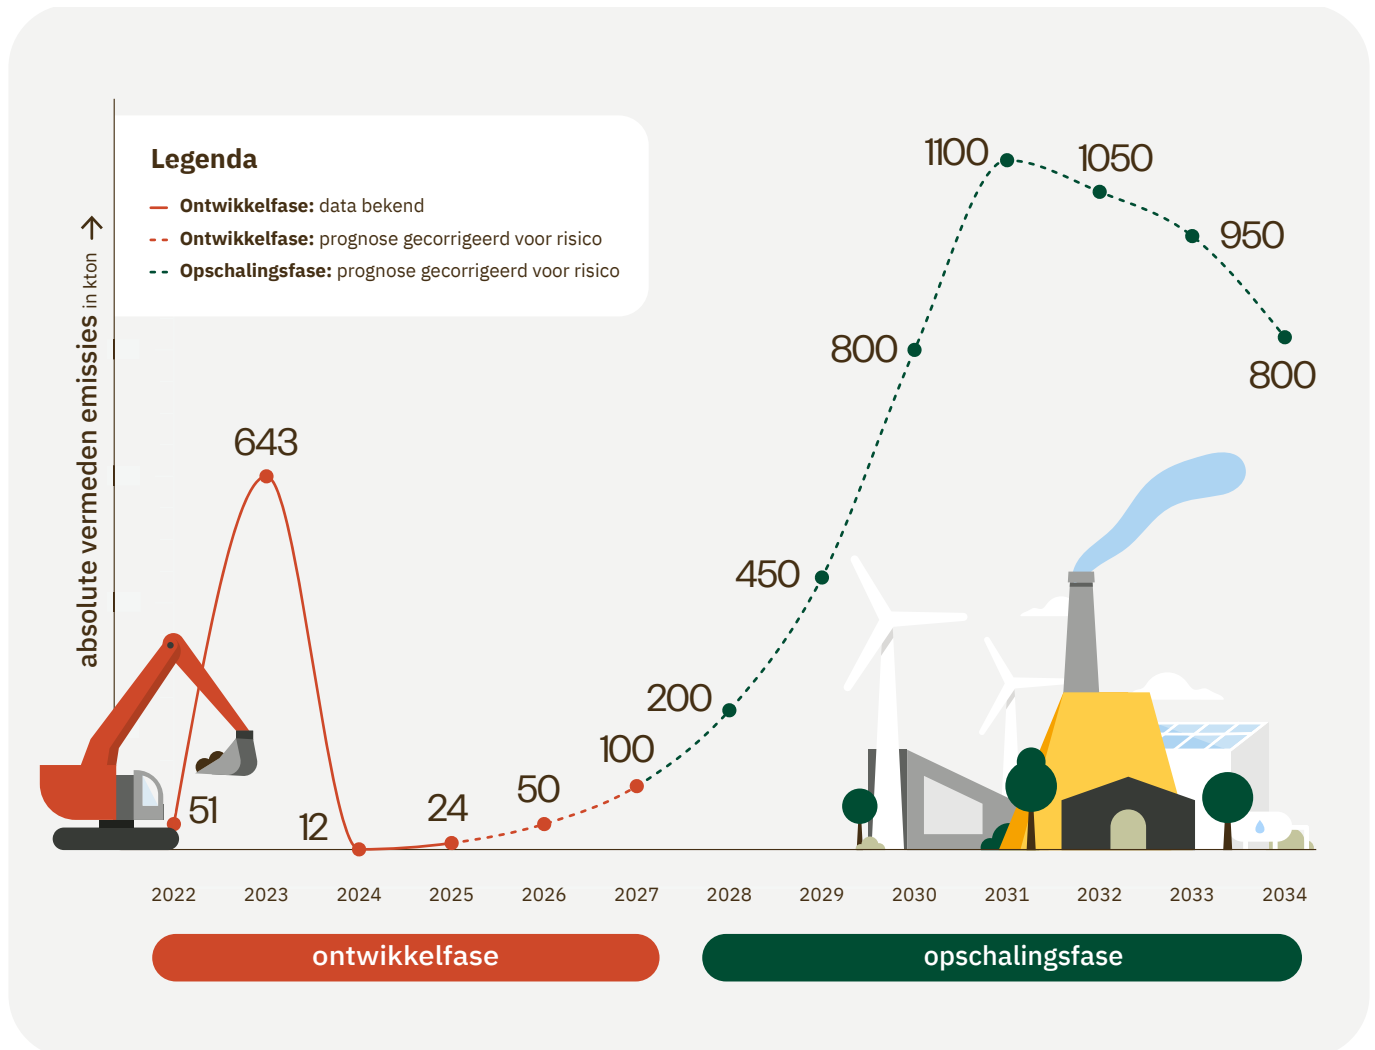 Legenda
Ontwikkelfase: data bekend
Ontwikkelfase: prognose gecorrigeerd voor risico
Opschalingsfase: prognose gecorrigeerd voor risico
absolute vermeden emissies in kton →
51
643
12
24
50
100
200
450
800
1100
1050
950
800
2022 2023 2024 2025 2026 2027 2028 2029 2030 2031 2032 2033 2034
ontwikkelfase
opschalingsfase